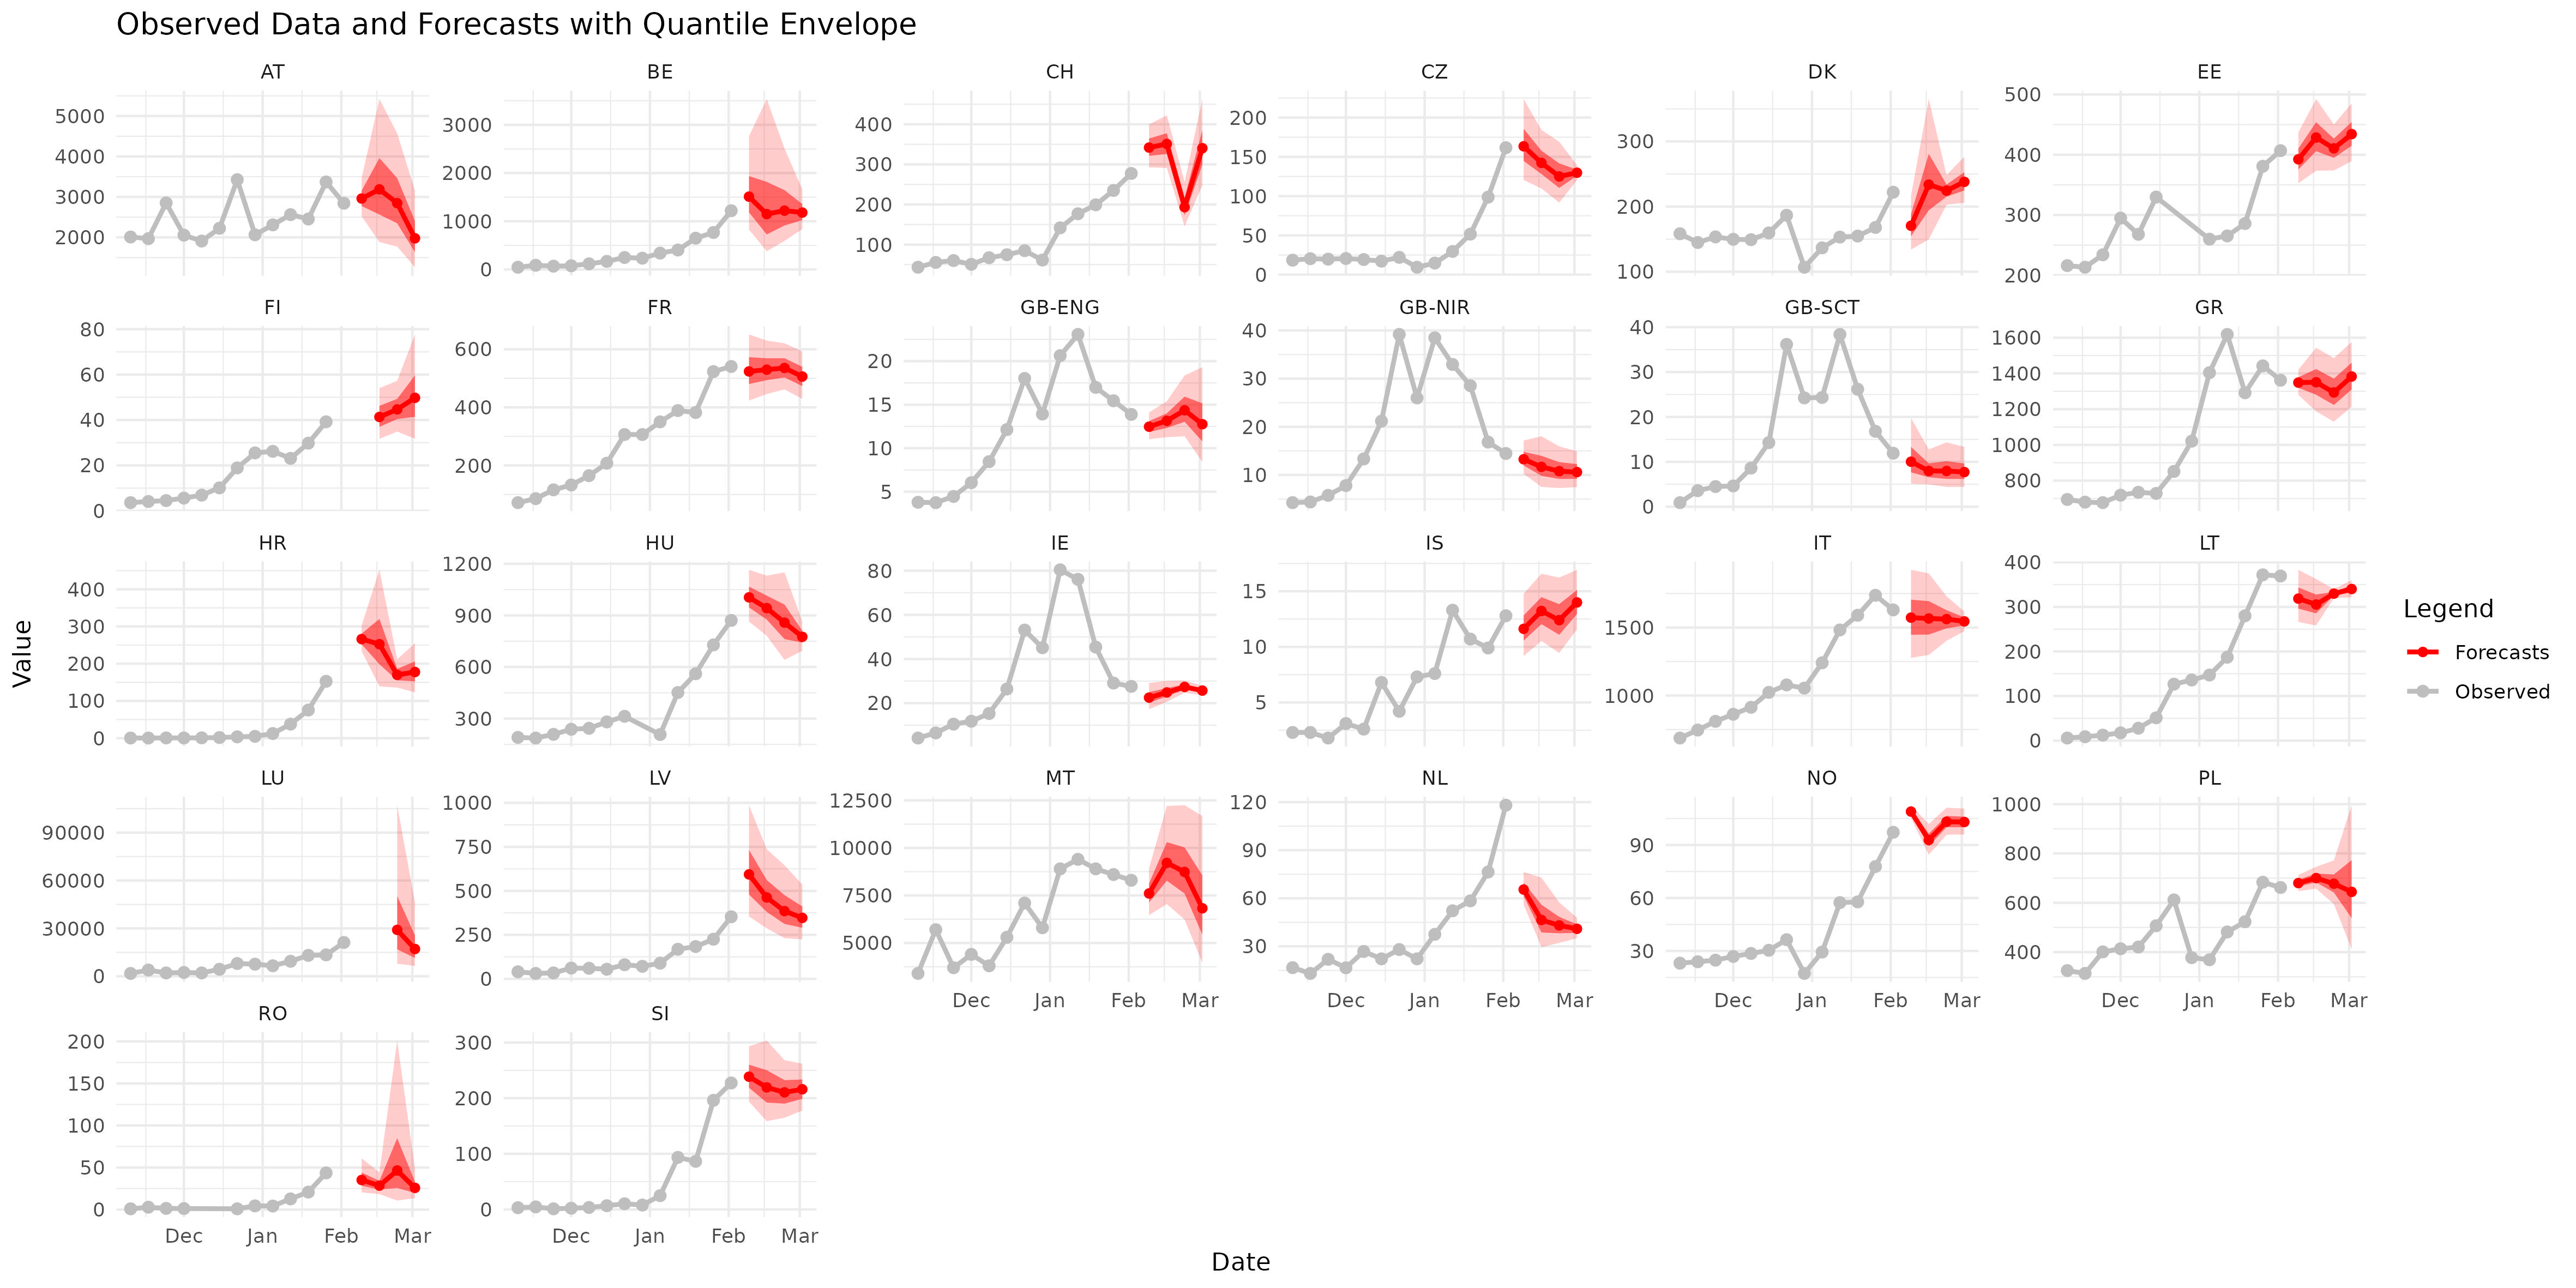 Observed Data and Forecasts with Quantile Envelope
AT BE CH CZ DK EE
5000 4000 3000 2000
3000 2000 1000 0
400 300 200 100
200 150 100 50 0
300 200 100
500 400 300 200
FI FR GB-ENG GB-NIR GB-SCT GR
80 60 40 20 0
600 400 200
20 15 10 5
40 30 20 10
40 30 20 10 0
1600 1400 1200 1000 800
HR HU IE IS IT LT
400 300 200 100 0
1200 900 600 300
80 60 40 20
15 10 5
1500 1000
400 300 200 100 0
LU LV MT NL NO PL
90000 60000 30000 0
1000 750 500 250 0
12500 10000 7500 5000
120 90 60 30
90 60 30
1000 800 600 400
Dec Jan Feb Mar
Dec Jan Feb Mar
Dec Jan Feb Mar
Dec Jan Feb Mar
RO SI
200 150 100 50 0
300 200 100 0
Dec Jan Feb Mar
Dec Jan Feb Mar
Value
Date
Legend
Forecasts
Observed